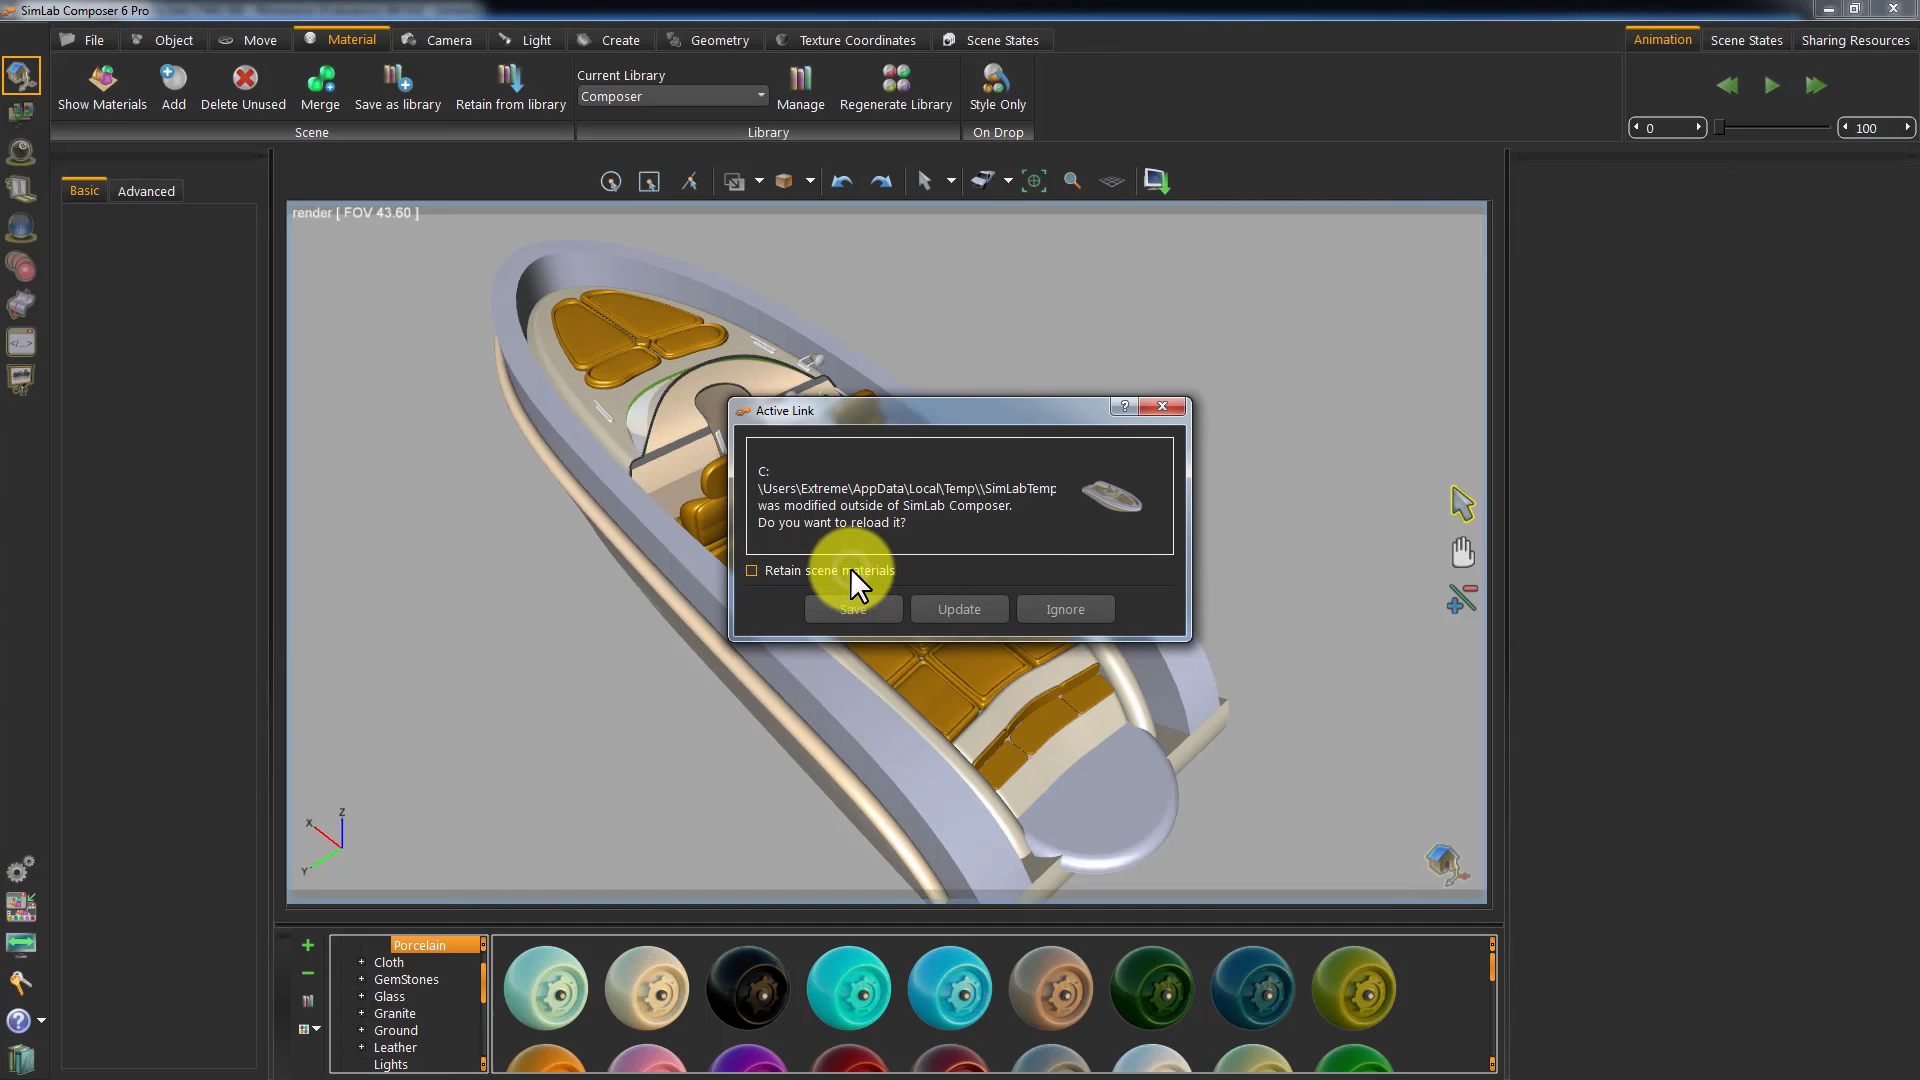 SimLab Composer 6 Pro
File Object Move Material Camera Light Create Geometry Texture Coordinates Scene States
Animation Scene States Sharing Resources
Show Materials Add Delete Unused Merge Save as library Retain from library
Current Library
Composer
Manage Regenerate Library Style Only
Scene Library On Drop
0 100
Basic Advanced
render [ FOV 43.60 ]
Active Link
C:
\Users\Extreme\AppData\Local\Temp\\SimLabTemp
was modified outside of SimLab Composer.
Do you want to reload it?
Retain scene materials
Save Update Ignore
Z
X
Y
Porcelain
Cloth
GemStones
Glass
Granite
Ground
Leather
Lights